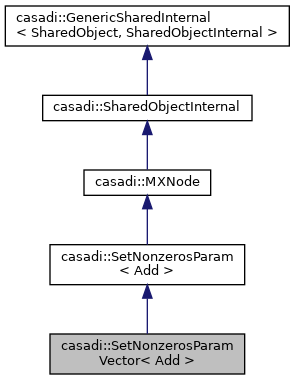 casadi::GenericSharedInternal
< SharedObject, SharedObjectInternal >
casadi::SharedObjectInternal
casadi::MXNode
casadi::SetNonzerosParam
< Add >
casadi::SetNonzerosParam
Vector< Add >